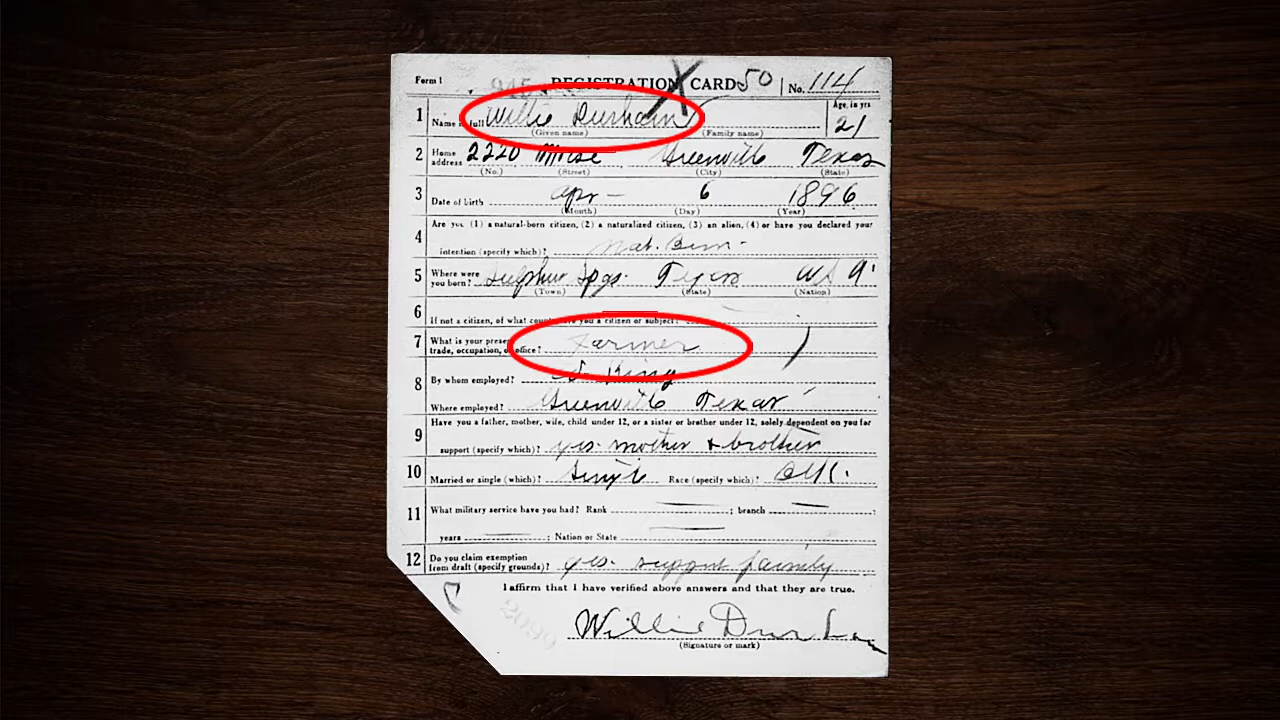 Form 1 945 REGISTRATION CARD 50 No. 114
1 Name in full Willie Durham Age, in yrs
(Given name) (Family name) 21
2 Home address 2220 Morse Greenville Texas
(No.) (Street) (City) (State)
3 Date of birth Apr — 6 1896
(Month) (Day) (Year)
Are you (1) a natural-born citizen, (2) a naturalized citizen, (3) an alien, (4) or have you declared your
4 intention (specify which)? Nat. Born -
5 Where were you born? Sulphur Spgs. Texas US A
(Town) (State) (Nation)
6 If not a citizen, of what country are you a citizen or subject?
7 What is your present trade, occupation, or office? Farmer
8 By whom employed? King
Where employed? Greenville Texas
Have you a father, mother, wife, child under 12, or a sister or brother under 12, solely dependent on you for
9 support (specify which)? yes. mother + brother
10 Married or single (which)? Single Race (specify which)? Blk.
11 What military service have you had? Rank ; branch ;
years ; Nation or State
12 Do you claim exemption from draft (specify grounds)? yes. support family
I affirm that I have verified above answers and that they are true.
C 2099
Willie Durham
(Signature or mark)